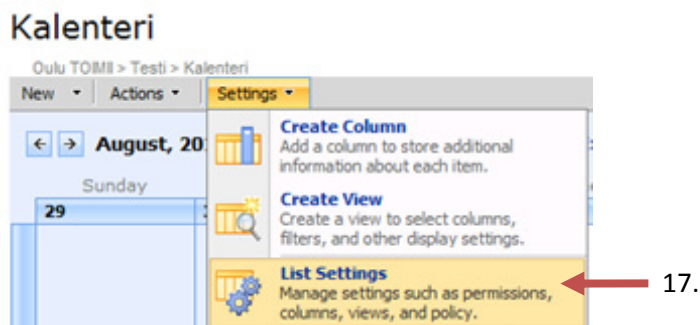 Kalenteri
Oulu TOIMII > Testi > Kalenteri
New Actions Settings
Create Column
Add a column to store additional
information about each item.
August, 20
Sunday
Create View
Create a view to select columns,
filters, and other display settings.
29
List Settings
Manage settings such as permissions,
columns, views, and policy.
17.